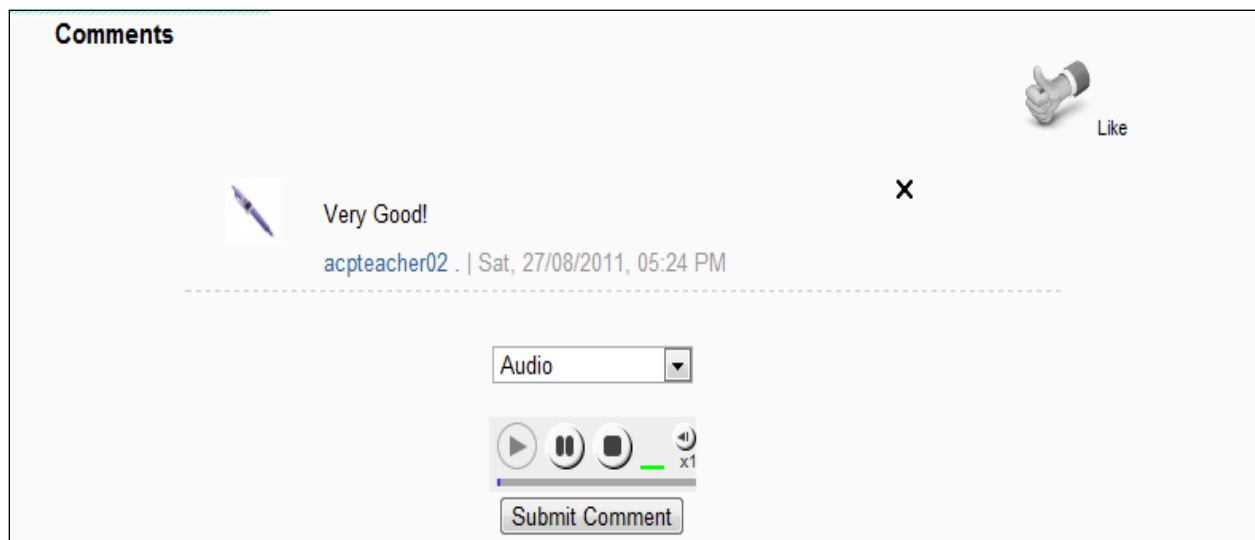 Comments
Like
Very Good!
acpteacher02 . | Sat, 27/08/2011, 05:24 PM
Audio
x1
Submit Comment